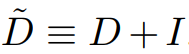 D̃ ≡ D + I